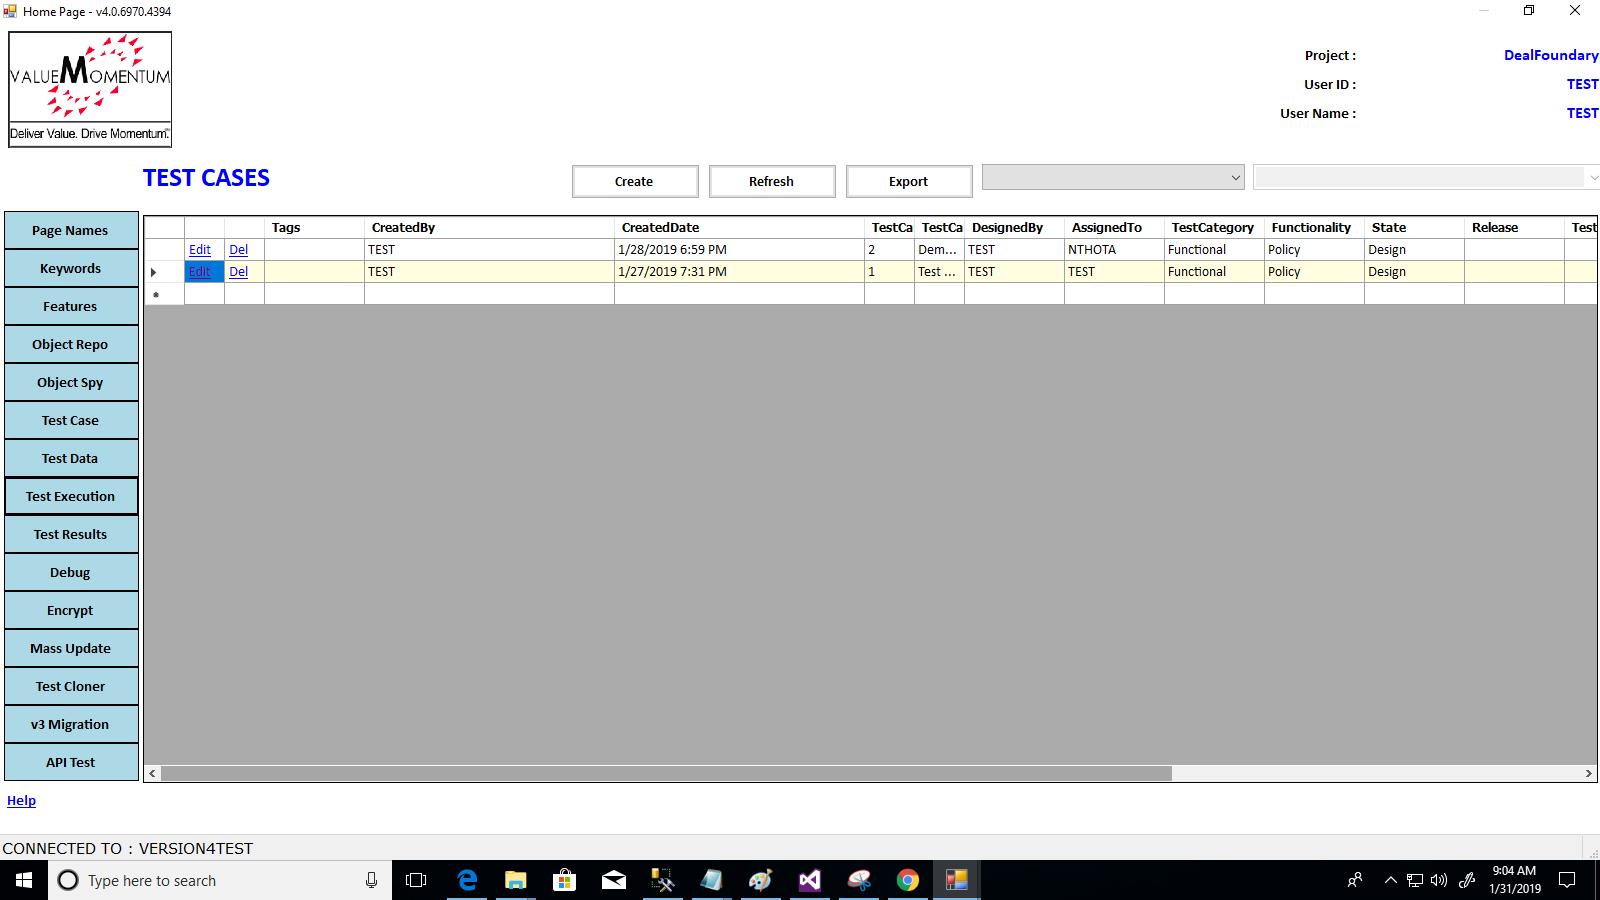 Home Page - v4.0.6970.4394
VALUEMOMENTUM
Deliver Value. Drive Momentum.
Project : DealFoundary
User ID : TEST
User Name : TEST
TEST CASES
Create Refresh Export
Page Names
Keywords
Features
Object Repo
Object Spy
Test Case
Test Data
Test Execution
Test Results
Debug
Encrypt
Mass Update
Test Cloner
v3 Migration
API Test
Tags CreatedBy CreatedDate TestCa TestCa DesignedBy AssignedTo TestCategory Functionality State Release Test
Edit Del TEST 1/28/2019 6:59 PM 2 Dem... TEST NTHOTA Functional Policy Design
Edit Del TEST 1/27/2019 7:31 PM 1 Test ... TEST TEST Functional Policy Design
Help
CONNECTED TO : VERSION4TEST
Type here to search
9:04 AM
1/31/2019